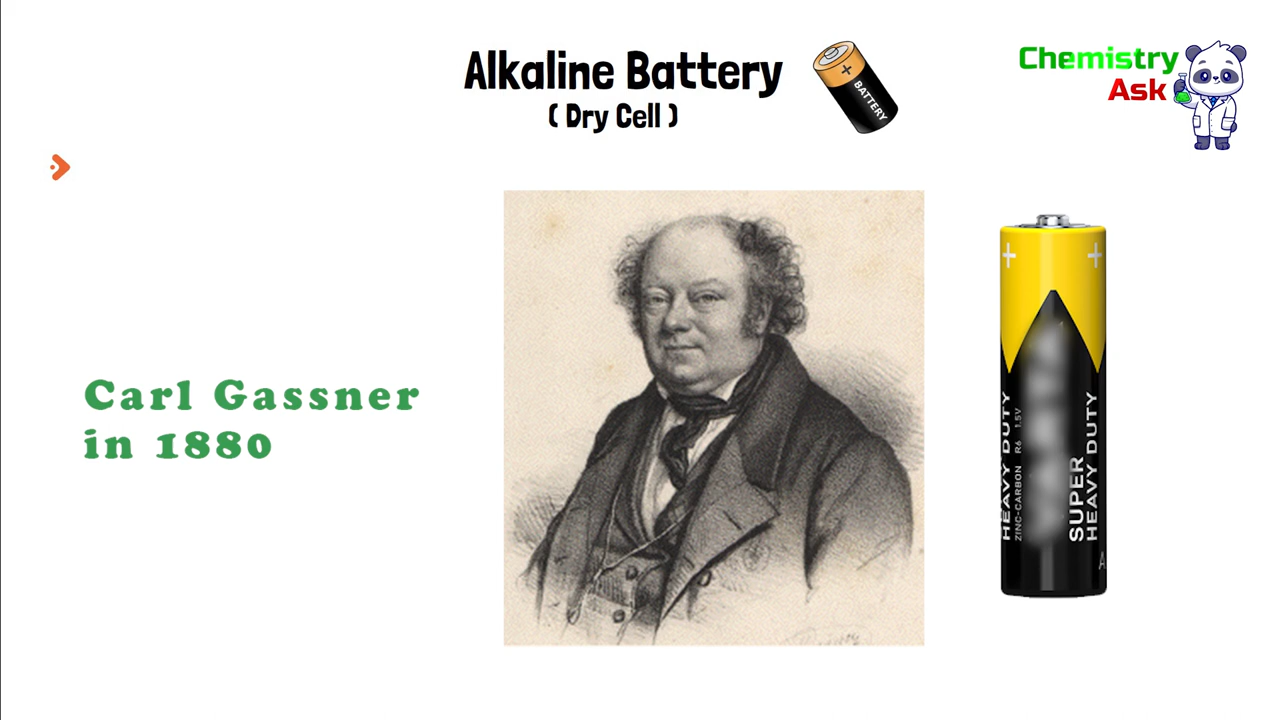 Alkaline Battery
( Dry Cell )
BATTERY
Chemistry
Ask
Carl Gassner
in 1880
HEAVY DUTY
ZINC-CARBON R6 1.5V
SUPER
HEAVY DUTY